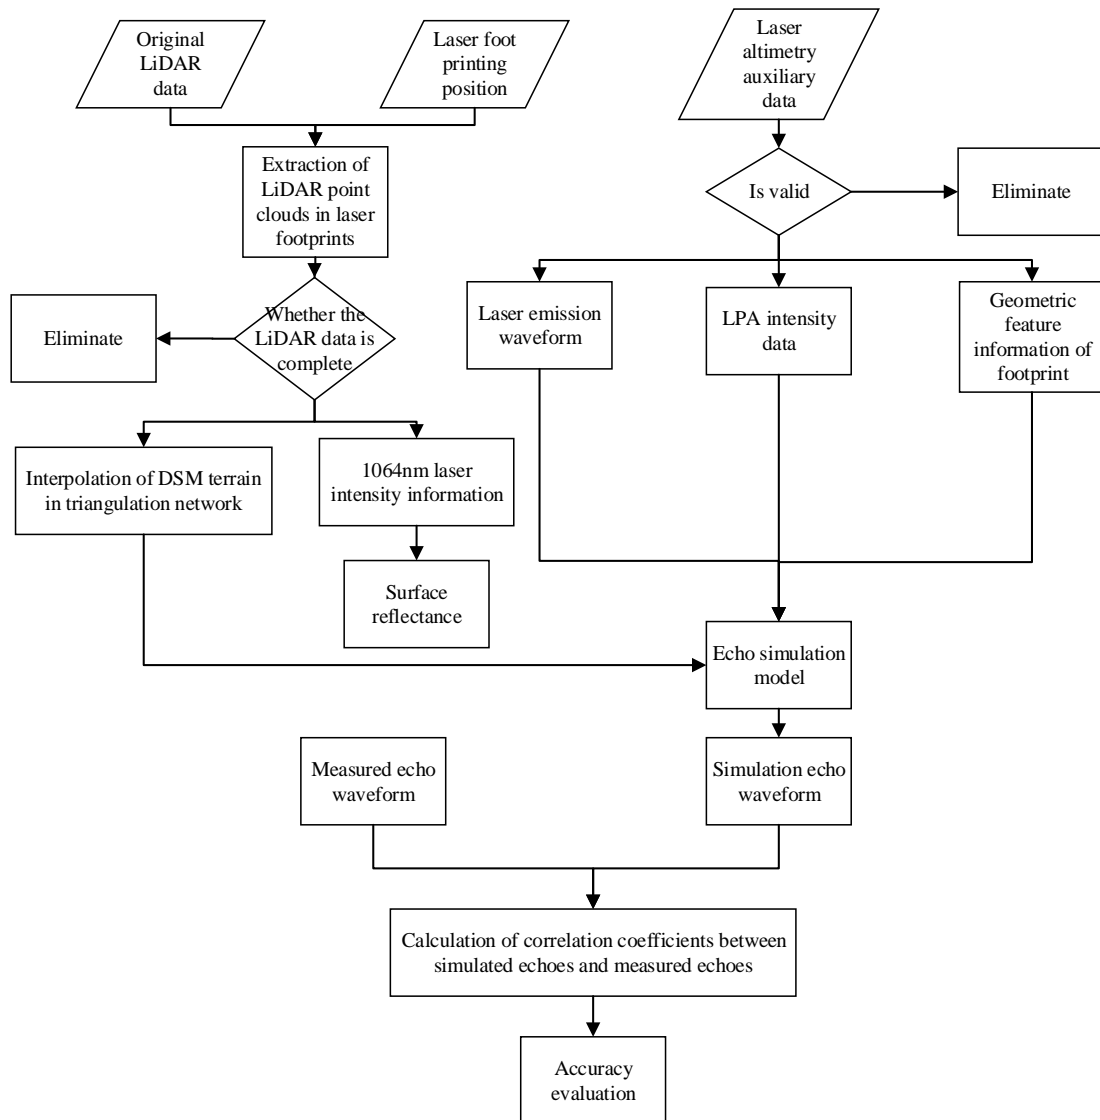 Original
LiDAR
data
Laser foot
printing
position
Laser
altimetry
auxiliary
data
Extraction of
LiDAR point
clouds in laser
footprints
Is valid
Eliminate
Whether the
LiDAR data is
complete
Eliminate
Laser emission
waveform
LPA intensity
data
Geometric
feature
information of
footprint
Interpolation of DSM terrain
in triangulation network
1064nm laser
intensity information
Surface
reflectance
Echo simulation
model
Measured echo
waveform
Simulation echo
waveform
Calculation of correlation coefficients between
simulated echoes and measured echoes
Accuracy
evaluation